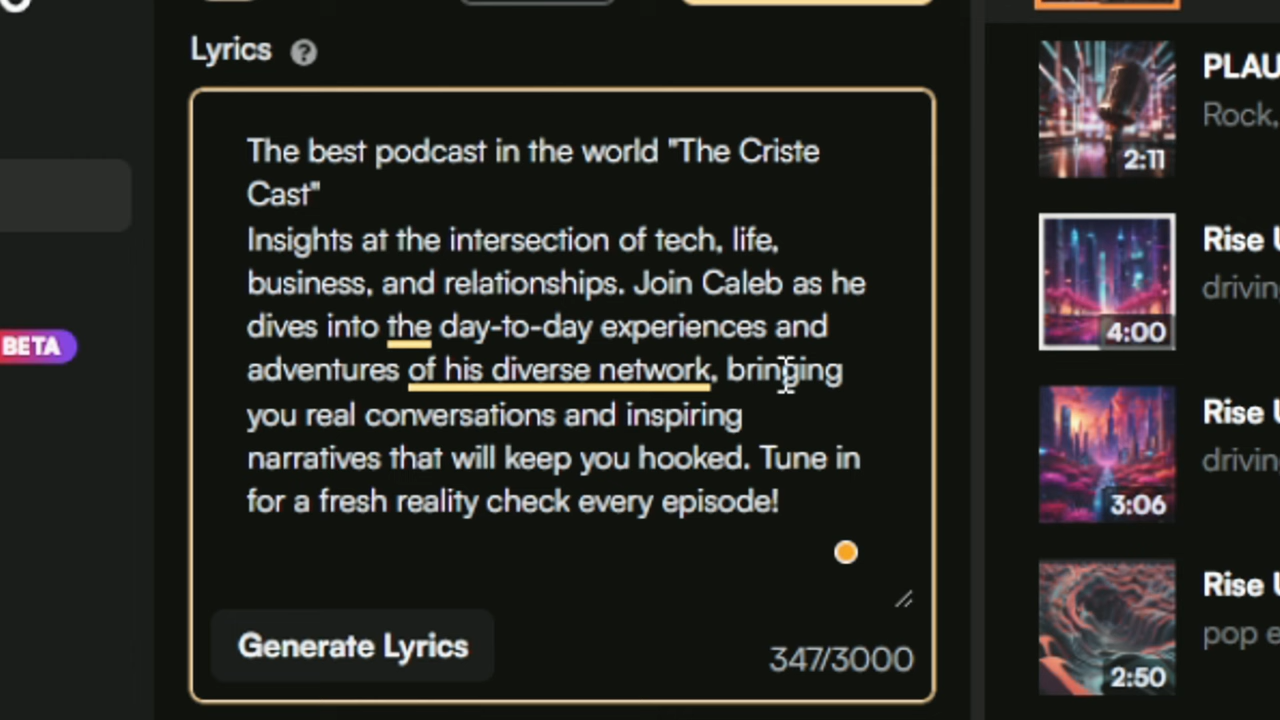 Lyrics ?
The best podcast in the world "The Criste
Cast"
Insights at the intersection of tech, life,
business, and relationships. Join Caleb as he
dives into the day-to-day experiences and
adventures of his diverse network, bringing
you real conversations and inspiring
narratives that will keep you hooked. Tune in
for a fresh reality check every episode!
Generate Lyrics
347/3000
BETA
2:11
PLAU
Rock,
4:00
Rise U
drivin
3:06
Rise U
drivin
2:50
Rise U
pop e